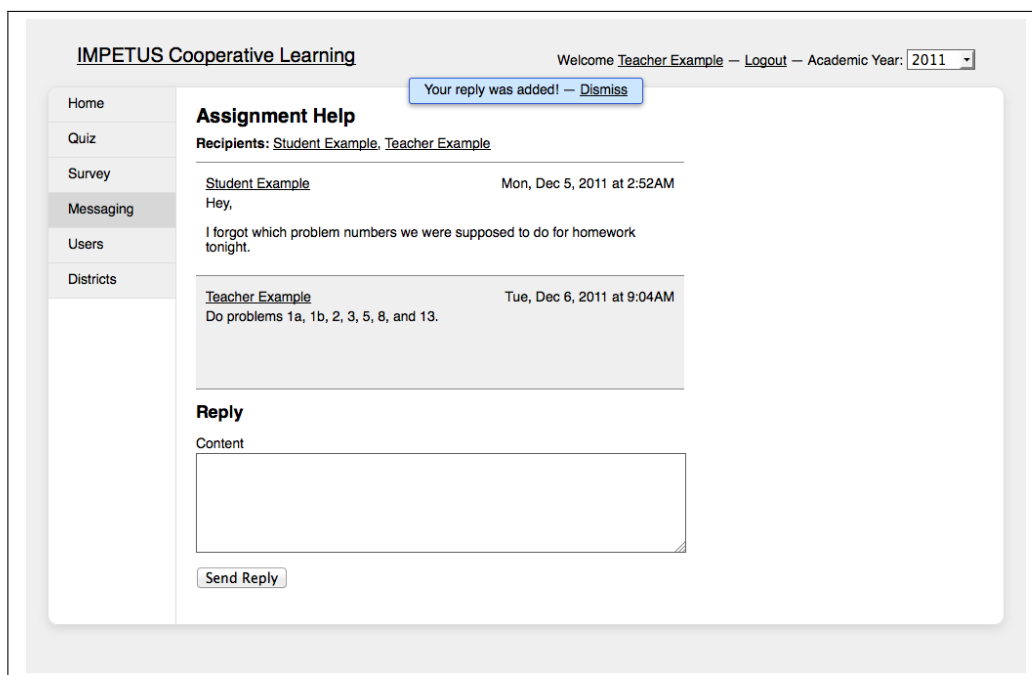 IMPETUS Cooperative Learning
Welcome Teacher Example — Logout — Academic Year: 2011
Your reply was added! — Dismiss
Home
Quiz
Survey
Messaging
Users
Districts
Assignment Help
Recipients: Student Example, Teacher Example
Student Example Mon, Dec 5, 2011 at 2:52AM
Hey,
I forgot which problem numbers we were supposed to do for homework
tonight.
Teacher Example Tue, Dec 6, 2011 at 9:04AM
Do problems 1a, 1b, 2, 3, 5, 8, and 13.
Reply
Content
Send Reply